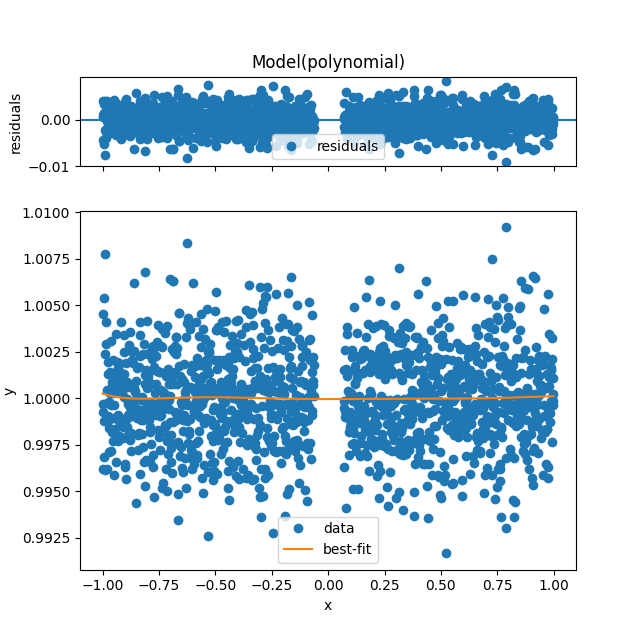 Model(polynomial)
residuals
0.00
−0.01
residuals
1.0100
1.0075
1.0050
1.0025
1.0000
0.9975
0.9950
0.9925
y
data
best-fit
−1.00 −0.75 −0.50 −0.25 0.00 0.25 0.50 0.75 1.00
x